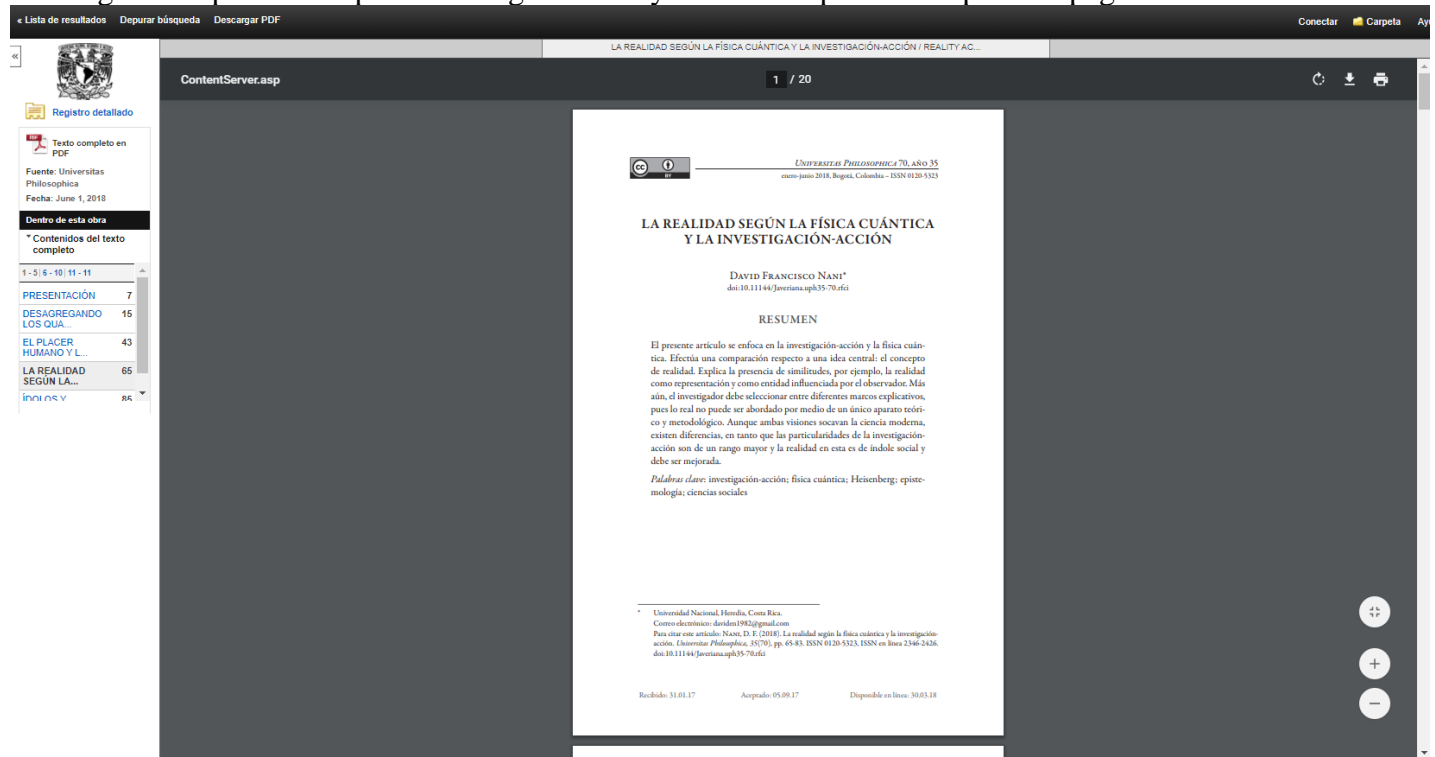 « Lista de resultados Depurar búsqueda Descargar PDF
Conectar Carpeta
«
LA REALIDAD SEGÚN LA FÍSICA CUÁNTICA Y LA INVESTIGACIÓN-ACCIÓN / REALITY AC...
ContentServer.asp
1 / 20
Registro detallado
PDF
Texto completo en
PDF
Fuente: Universitas
Philosophica
Fecha: June 1, 2018
Dentro de esta obra
Contenidos del texto
completo
1 - 5| 6 - 10| 11 - 11
PRESENTACIÓN 7
DESAGREGANDO 15
LOS QUA...
EL PLACER 43
HUMANO Y L...
LA REALIDAD 65
SEGÚN LA...
ÍDOLOS Y 85
cc BY
UNIVERSITAS PHILOSOPHICA 70, AÑO 35
enero-junio 2018, Bogotá, Colombia – ISSN 0120-5323
LA REALIDAD SEGÚN LA FÍSICA CUÁNTICA
Y LA INVESTIGACIÓN-ACCIÓN
DAVID FRANCISCO NANI*
doi:10.11144/Javeriana.uph35-70.rfci
RESUMEN
El presente artículo se enfoca en la investigación-acción y la física cuán-
tica. Efectúa una comparación respecto a una idea central: el concepto
de realidad. Explica la presencia de similitudes, por ejemplo, la realidad
como representación y como entidad influenciada por el observador. Más
aún, el investigador debe seleccionar entre diferentes marcos explicativos,
pues lo real no puede ser abordado por medio de un único aparato teóri-
co y metodológico. Aunque ambas visiones socavan la ciencia moderna,
existen diferencias, en tanto que las particularidades de la investigación-
acción son de un rango mayor y la realidad en esta es de índole social y
debe ser mejorada.
Palabras clave: investigación-acción; física cuántica; Heisenberg; episte-
mología; ciencias sociales
* Universidad Nacional, Heredia, Costa Rica.
Correo electrónico: daviden1982@gmail.com
Para citar este artículo: NANI, D. F. (2018). La realidad según la física cuántica y la investigación-
acción. Universitas Philosophica, 35(70), pp. 65-83. ISSN 0120-5323, ISSN en línea 2346-2426.
doi:10.11144/Javeriana.uph35-70.rfci
Recibido: 31.01.17 Aceptado: 05.09.17 Disponible en línea: 30.03.18